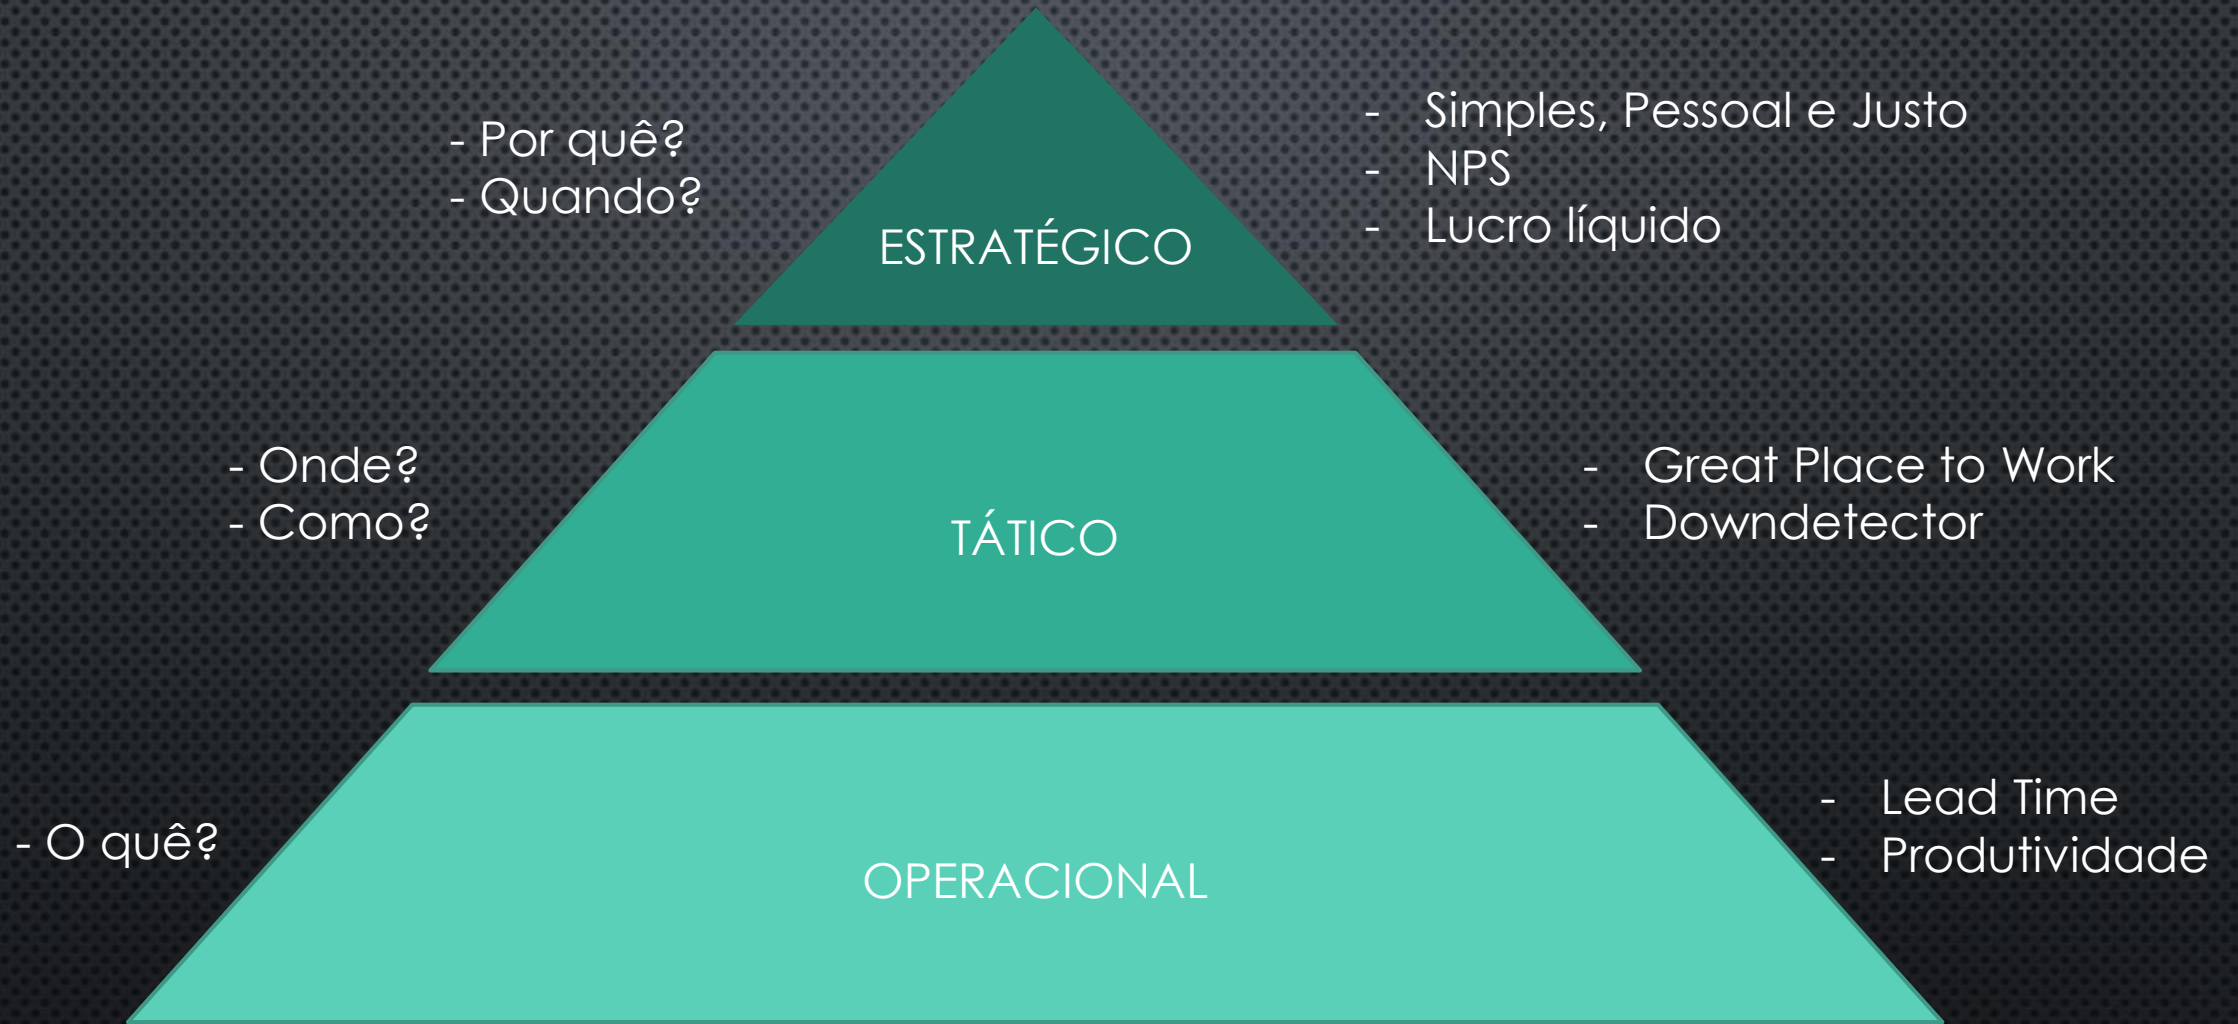 - Por quê?
- Quando?
ESTRATÉGICO
- Simples, Pessoal e Justo
- NPS
- Lucro líquido
- Onde?
- Como?
TÁTICO
- Great Place to Work
- Downdetector
- O quê?
OPERACIONAL
- Lead Time
- Produtividade